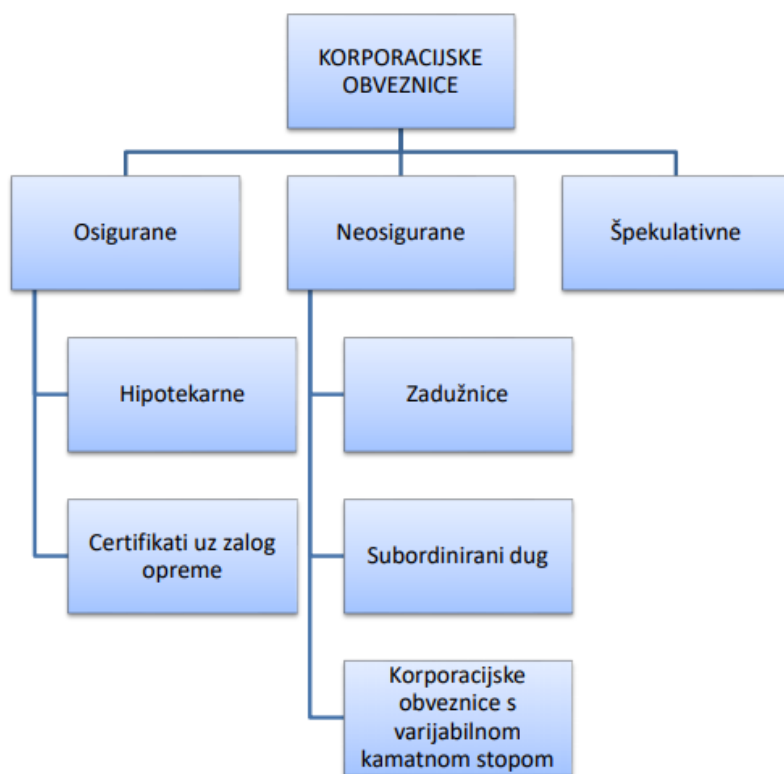 KORPORACIJSKE
OBVEZNICE
Osigurane
Neosigurane
Špekulativne
Hipotekarne
Zadužnice
Certifikati uz zalog
opreme
Subordinirani dug
Korporacijske
obveznice s
varijabilnom
kamatnom stopom